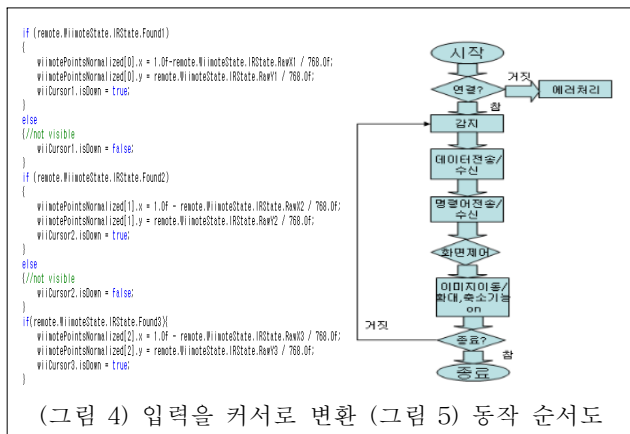 if (remote.WiimoteState.IRState.Found1)
{
wiimotePointsNormalized[0].x = 1.0f-remote.WiimoteState.IRState.RawX1 / 768.0f;
wiimotePointsNormalized[0].y = remote.WiimoteState.IRState.RawY1 / 768.0f;
wiiCursor1.isDown = true;
}
else
{//not visible
wiiCursor1.isDown = false;
}
if (remote.WiimoteState.IRState.Found2)
{
wiimotePointsNormalized[1].x = 1.0f - remote.WiimoteState.IRState.RawX2 / 768.0f;
wiimotePointsNormalized[1].y = remote.WiimoteState.IRState.RawY2 / 768.0f;
wiiCursor2.isDown = true;
}
else
{//not visible
wiiCursor2.isDown = false;
}
if(remote.WiimoteState.IRState.Found3){
wiimotePointsNormalized[2].x = 1.0f - remote.WiimoteState.IRState.RawX3 / 768.0f;
wiimotePointsNormalized[2].y = remote.WiimoteState.IRState.RawY3 / 768.0f;
wiiCursor3.isDown = true;
}
시작
연결?
거짓
에러처리
참
감지
데이터전송/
수신
명령어전송/
수신
화면제어
이미지이동/
확대,축소기능
on
거짓
종료?
참
종료
(그림 4) 입력을 커서로 변환 (그림 5) 동작 순서도